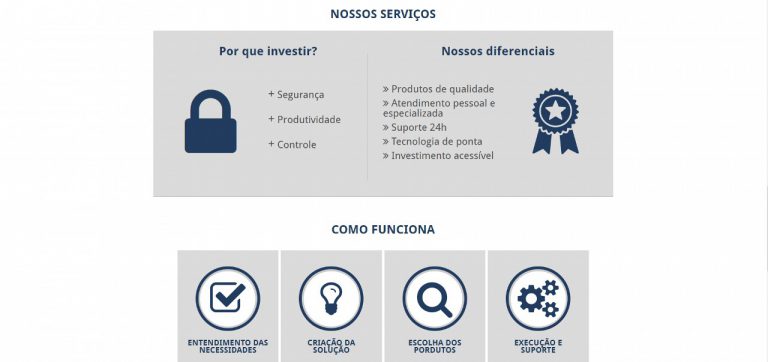 NOSSOS SERVIÇOS
Por que investir?
+ Segurança
+ Produtividade
+ Controle
Nossos diferenciais
» Produtos de qualidade
» Atendimento pessoal e
especializada
» Suporte 24h
» Tecnologia de ponta
» Investimento acessível
COMO FUNCIONA
ENTENDIMENTO DAS
NECESSIDADES
CRIAÇÃO DA
SOLUÇÃO
ESCOLHA DOS
PORDUTOS
EXECUÇÃO E
SUPORTE